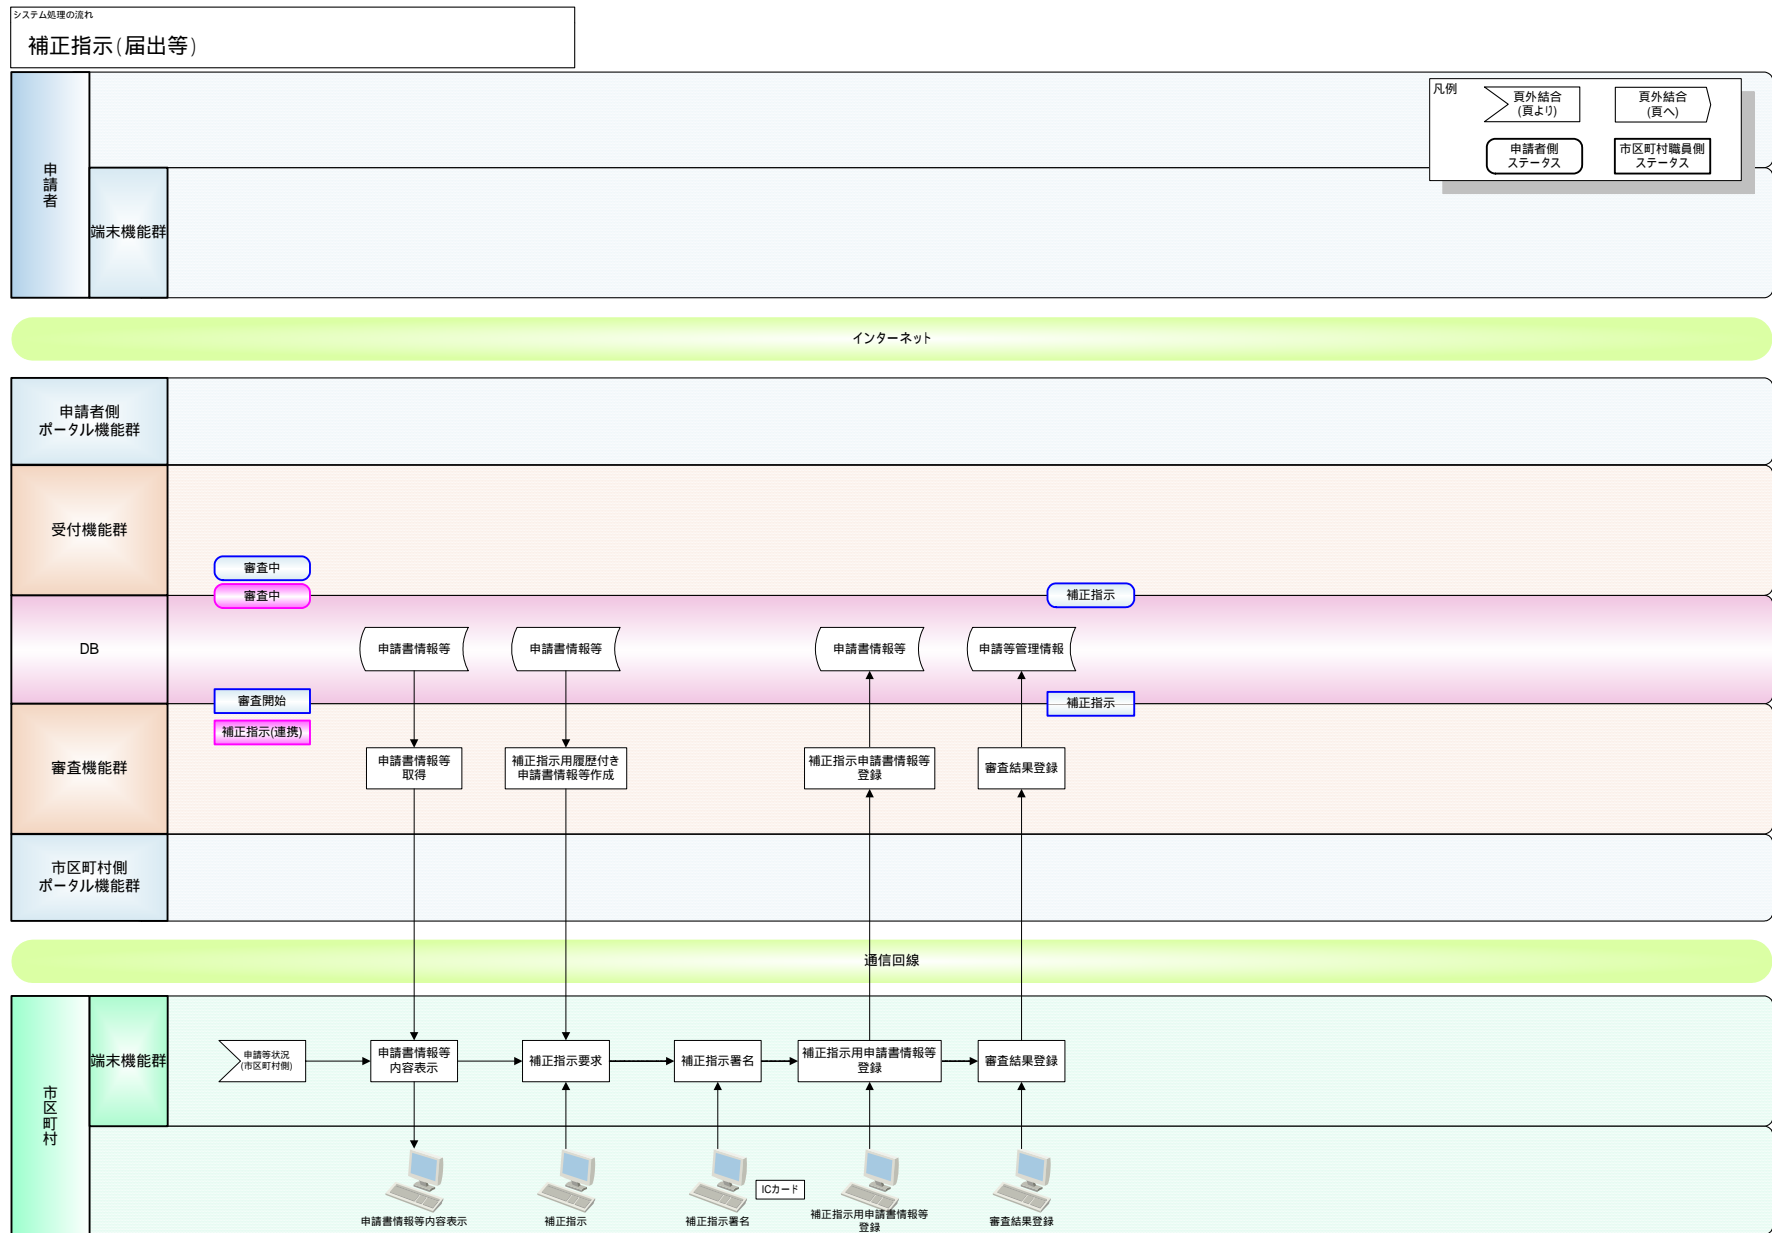 システム処理の流れ
補正指示(届出等)
凡例
頁外結合
(頁より)
頁外結合
(頁へ)
申請者側
ステータス
市区町村職員側
ステータス
申請者
端末機能群
インターネット
申請者側
ポータル機能群
受付機能群
審査中
審査中
補正指示
DB
申請書情報等
申請書情報等
申請書情報等
申請等管理情報
審査開始
補正指示
補正指示(連携)
審査機能群
申請書情報等
取得
補正指示用履歴付き
申請書情報等作成
補正指示申請書情報等
登録
審査結果登録
市区町村側
ポータル機能群
通信回線
市区町村
端末機能群
申請等状況
(市区町村側)
申請書情報等
内容表示
補正指示要求
補正指示署名
補正指示用申請書情報等
登録
審査結果登録
ICカード
申請書情報等内容表示
補正指示
補正指示署名
補正指示用申請書情報等
登録
審査結果登録